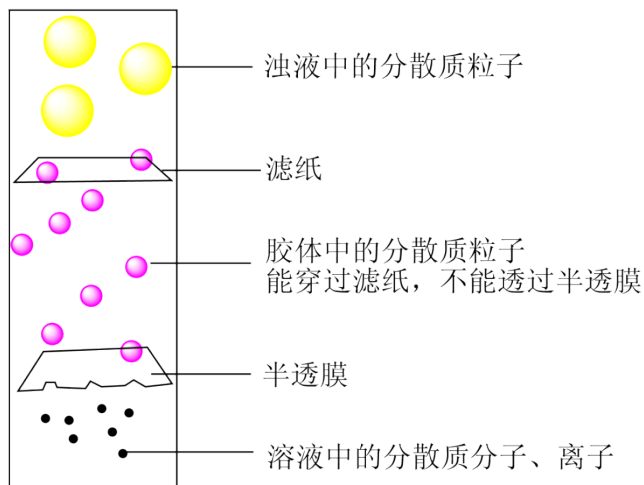 浊液中的分散质粒子
滤纸
胶体中的分散质粒子
能穿过滤纸，不能透过半透膜
半透膜
溶液中的分散质分子、离子